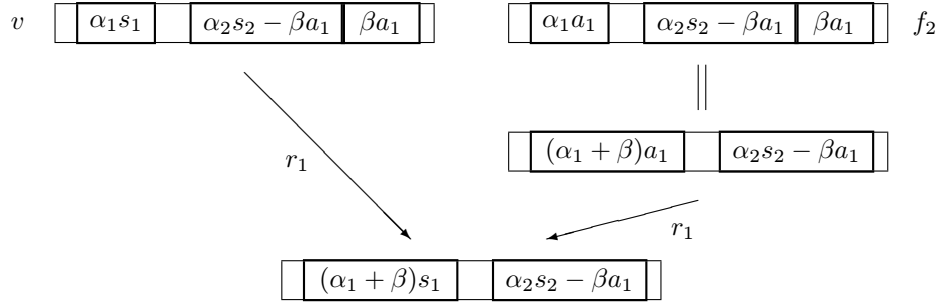 v α₁s₁ α₂s₂ − βa₁ βa₁ α₁a₁ α₂s₂ − βa₁ βa₁ f₂
||
(α₁ + β)a₁ α₂s₂ − βa₁
r₁
r₁
(α₁ + β)s₁ α₂s₂ − βa₁